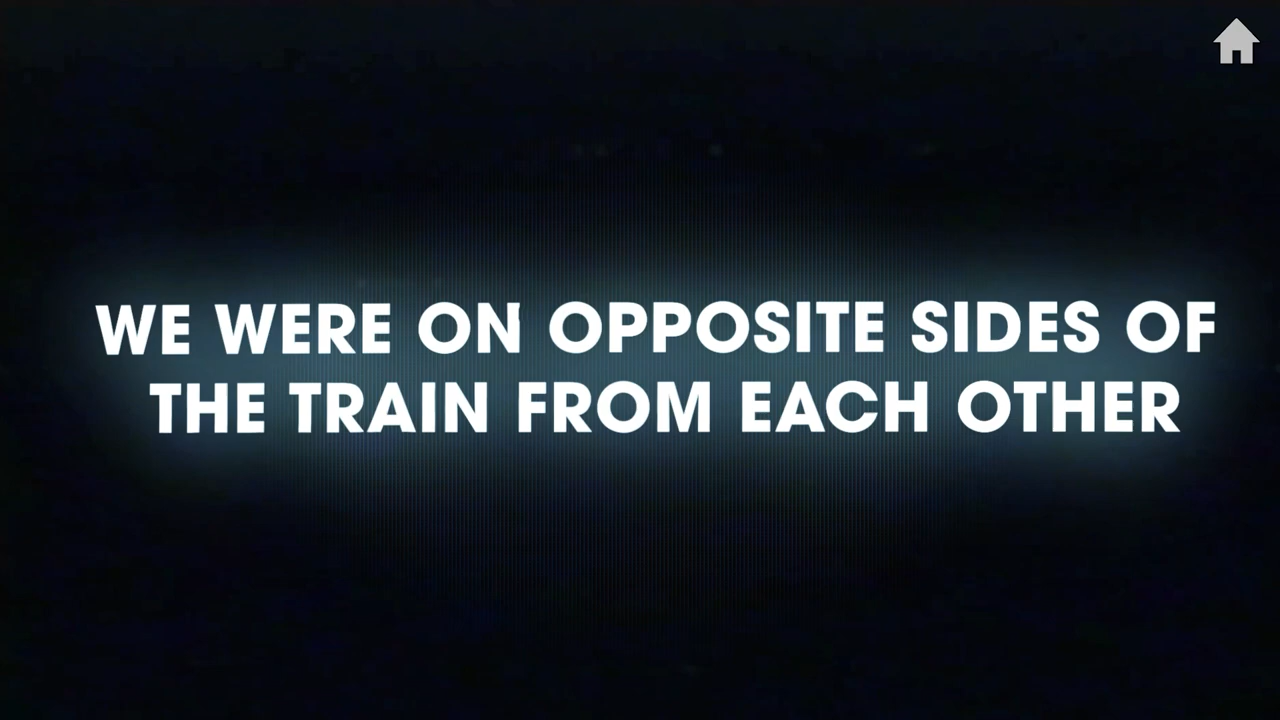 WE WERE ON OPPOSITE SIDES OF
THE TRAIN FROM EACH OTHER